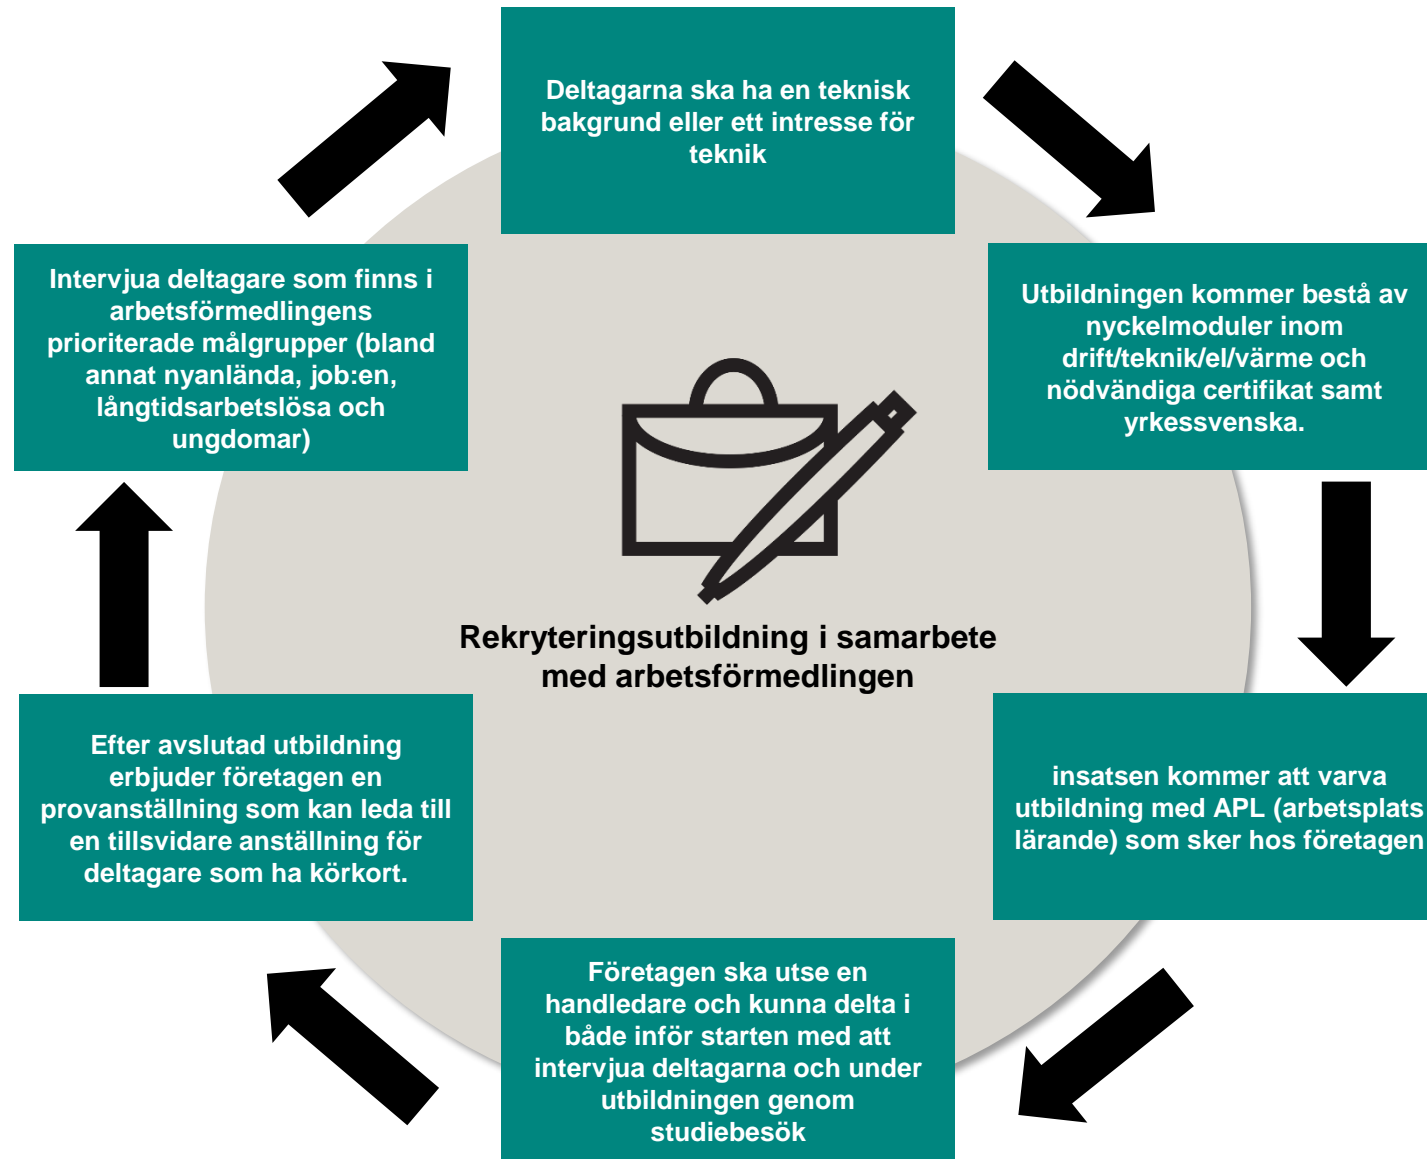 Deltagarna ska ha en teknisk
bakgrund eller ett intresse för
teknik
Utbildningen kommer bestå av
nyckelmoduler inom
drift/teknik/el/värme och
nödvändiga certifikat samt
yrkessvenska.
insatsen kommer att varva
utbildning med APL (arbetsplats
lärande) som sker hos företagen
Företagen ska utse en
handledare och kunna delta i
både inför starten med att
intervjua deltagarna och under
utbildningen genom
studiebesök
Efter avslutad utbildning
erbjuder företagen en
provanställning som kan leda till
en tillsvidare anställning för
deltagare som ha körkort.
Intervjua deltagare som finns i
arbetsförmedlingens
prioriterade målgrupper (bland
annat nyanlända, job:en,
långtidsarbetslösa och
ungdomar)
Rekryteringsutbildning i samarbete
med arbetsförmedlingen